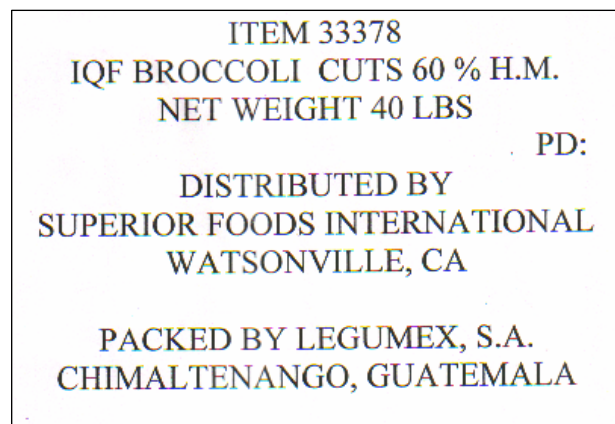 ITEM 33378
IQF BROCCOLI CUTS 60 % H.M.
NET WEIGHT 40 LBS
PD:
DISTRIBUTED BY
SUPERIOR FOODS INTERNATIONAL
WATSONVILLE, CA
PACKED BY LEGUMEX, S.A.
CHIMALTENANGO, GUATEMALA